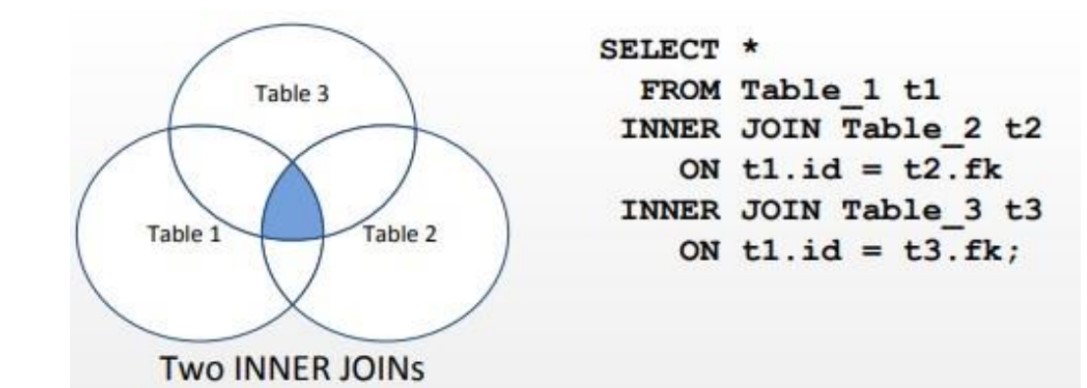 Table 3
Table 1
Table 2
Two INNER JOINs
SELECT *
FROM Table_1 t1
INNER JOIN Table_2 t2
ON t1.id = t2.fk
INNER JOIN Table_3 t3
ON t1.id = t3.fk;